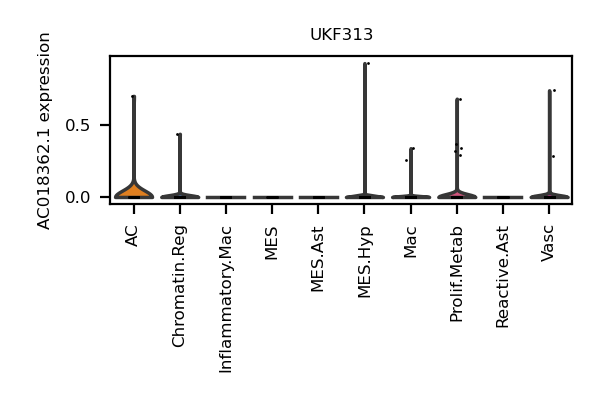 UKF313
AC018362.1 expression
0.5
0.0
AC
Chromatin.Reg
Inflammatory.Mac
MES
MES.Ast
MES.Hyp
Mac
Prolif.Metab
Reactive.Ast
Vasc